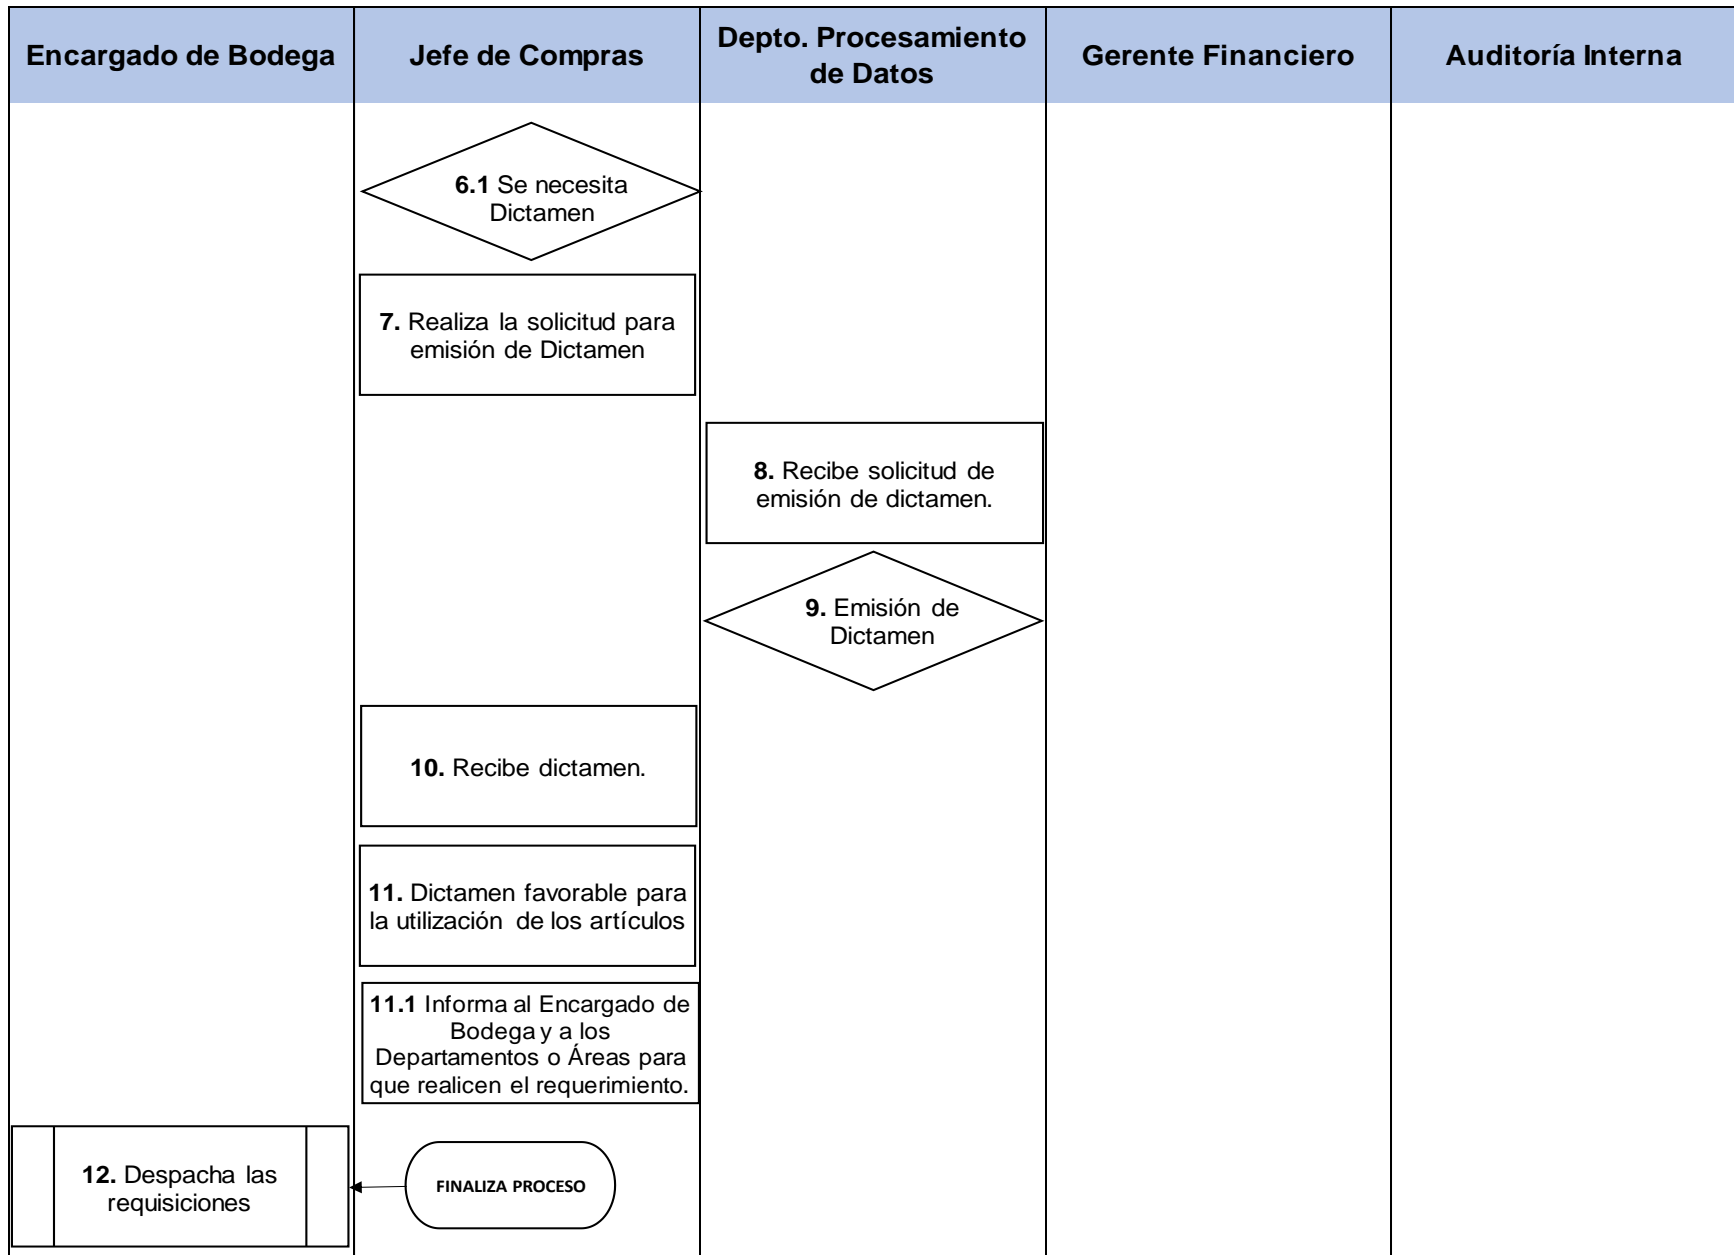 Encargado de Bodega
Jefe de Compras
Depto. Procesamiento
de Datos
Gerente Financiero
Auditoría Interna
6.1 Se necesita
Dictamen
7. Realiza la solicitud para
emisión de Dictamen
8. Recibe solicitud de
emisión de dictamen.
9. Emisión de
Dictamen
10. Recibe dictamen.
11. Dictamen favorable para
la utilización de los artículos
11.1 Informa al Encargado de
Bodega y a los
Departamentos o Áreas para
que realicen el requerimiento.
12. Despacha las
requisiciones
FINALIZA PROCESO